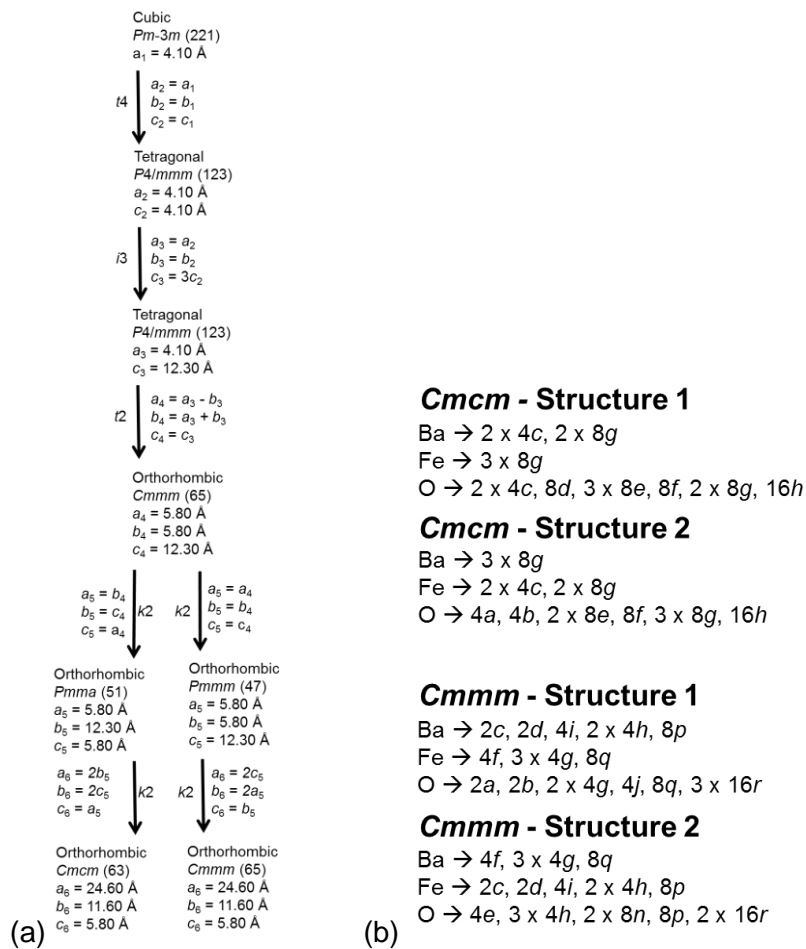 Cubic
Pm-3m (221)
a₁ = 4.10 Å
t4
a₂ = a₁
b₂ = b₁
c₂ = c₁
Tetragonal
P4/mmm (123)
a₂ = 4.10 Å
c₂ = 4.10 Å
i3
a₃ = a₂
b₃ = b₂
c₃ = 3c₂
Tetragonal
P4/mmm (123)
a₃ = 4.10 Å
c₃ = 12.30 Å
t2
a₄ = a₃ - b₃
b₄ = a₃ + b₃
c₄ = c₃
Orthorhombic
Cmmm (65)
a₄ = 5.80 Å
b₄ = 5.80 Å
c₄ = 12.30 Å
a₅ = b₄
b₅ = c₄
c₅ = a₄
k2
k2
a₅ = a₄
b₅ = b₄
c₅ = c₄
Orthorhombic
Pmma (51)
a₅ = 5.80 Å
b₅ = 12.30 Å
c₅ = 5.80 Å
Orthorhombic
Pmmm (47)
a₅ = 5.80 Å
b₅ = 5.80 Å
c₅ = 12.30 Å
a₆ = 2b₅
b₆ = 2c₅
c₆ = a₅
k2
k2
a₆ = 2c₅
b₆ = 2a₅
c₆ = b₅
Orthorhombic
Cmcm (63)
a₆ = 24.60 Å
b₆ = 11.60 Å
c₆ = 5.80 Å
Orthorhombic
Cmmm (65)
a₆ = 24.60 Å
b₆ = 11.60 Å
c₆ = 5.80 Å
(a)
Cmcm - Structure 1
Ba → 2 x 4c, 2 x 8g
Fe → 3 x 8g
O → 2 x 4c, 8d, 3 x 8e, 8f, 2 x 8g, 16h
Cmcm - Structure 2
Ba → 3 x 8g
Fe → 2 x 4c, 2 x 8g
O → 4a, 4b, 2 x 8e, 8f, 3 x 8g, 16h
Cmmm - Structure 1
Ba → 2c, 2d, 4i, 2 x 4h, 8p
Fe → 4f, 3 x 4g, 8q
O → 2a, 2b, 2 x 4g, 4j, 8q, 3 x 16r
Cmmm - Structure 2
Ba → 4f, 3 x 4g, 8q
Fe → 2c, 2d, 4i, 2 x 4h, 8p
O → 4e, 3 x 4h, 2 x 8n, 8p, 2 x 16r
(b)